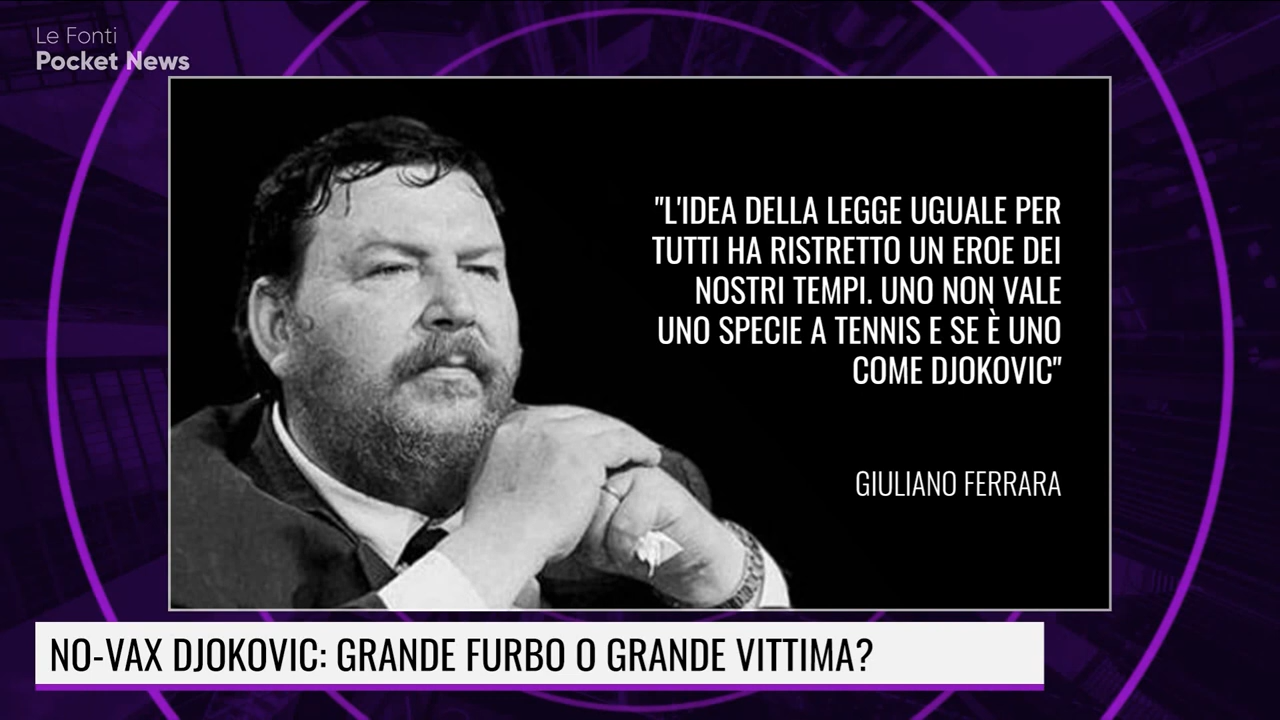 Le Fonti
Pocket News
"L'IDEA DELLA LEGGE UGUALE PER
TUTTI HA RISTRETTO UN EROE DEI
NOSTRI TEMPI. UNO NON VALE
UNO SPECIE A TENNIS E SE È UNO
COME DJOKOVIC"
GIULIANO FERRARA
NO-VAX DJOKOVIC: GRANDE FURBO O GRANDE VITTIMA?